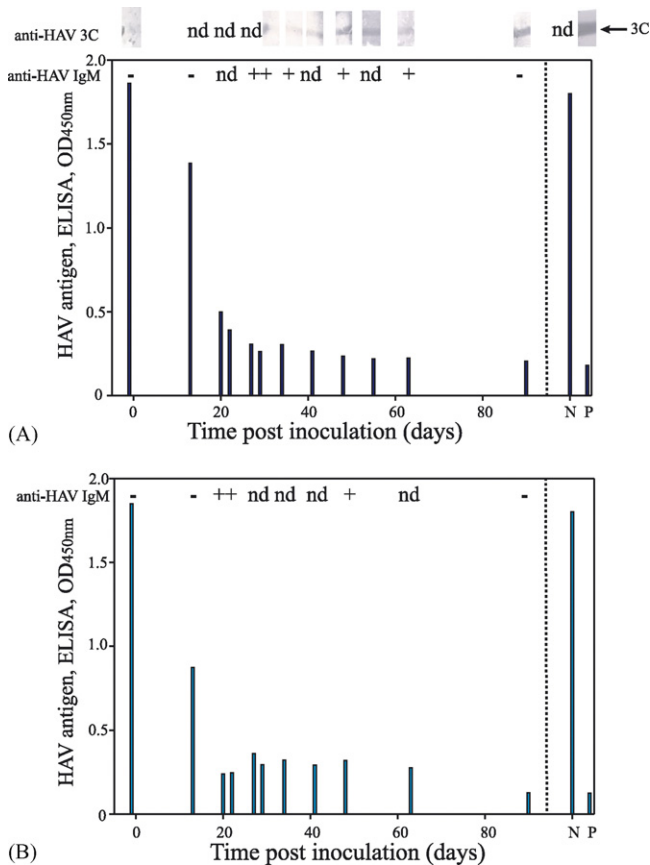 anti-HAV 3C nd nd nd nd 3C
anti-HAV IgM - - nd ++ + nd + nd + -
2.0
1.5
1.0
0.5
0
HAV antigen, ELISA, OD450nm
0 20 40 60 80 N P
(A) Time post inoculation (days)
2.0
anti-HAV IgM - - ++ nd nd nd + nd -
1.5
1.0
0.5
0
HAV antigen, ELISA, OD450nm
0 20 40 60 80 N P
(B) Time post inoculation (days)